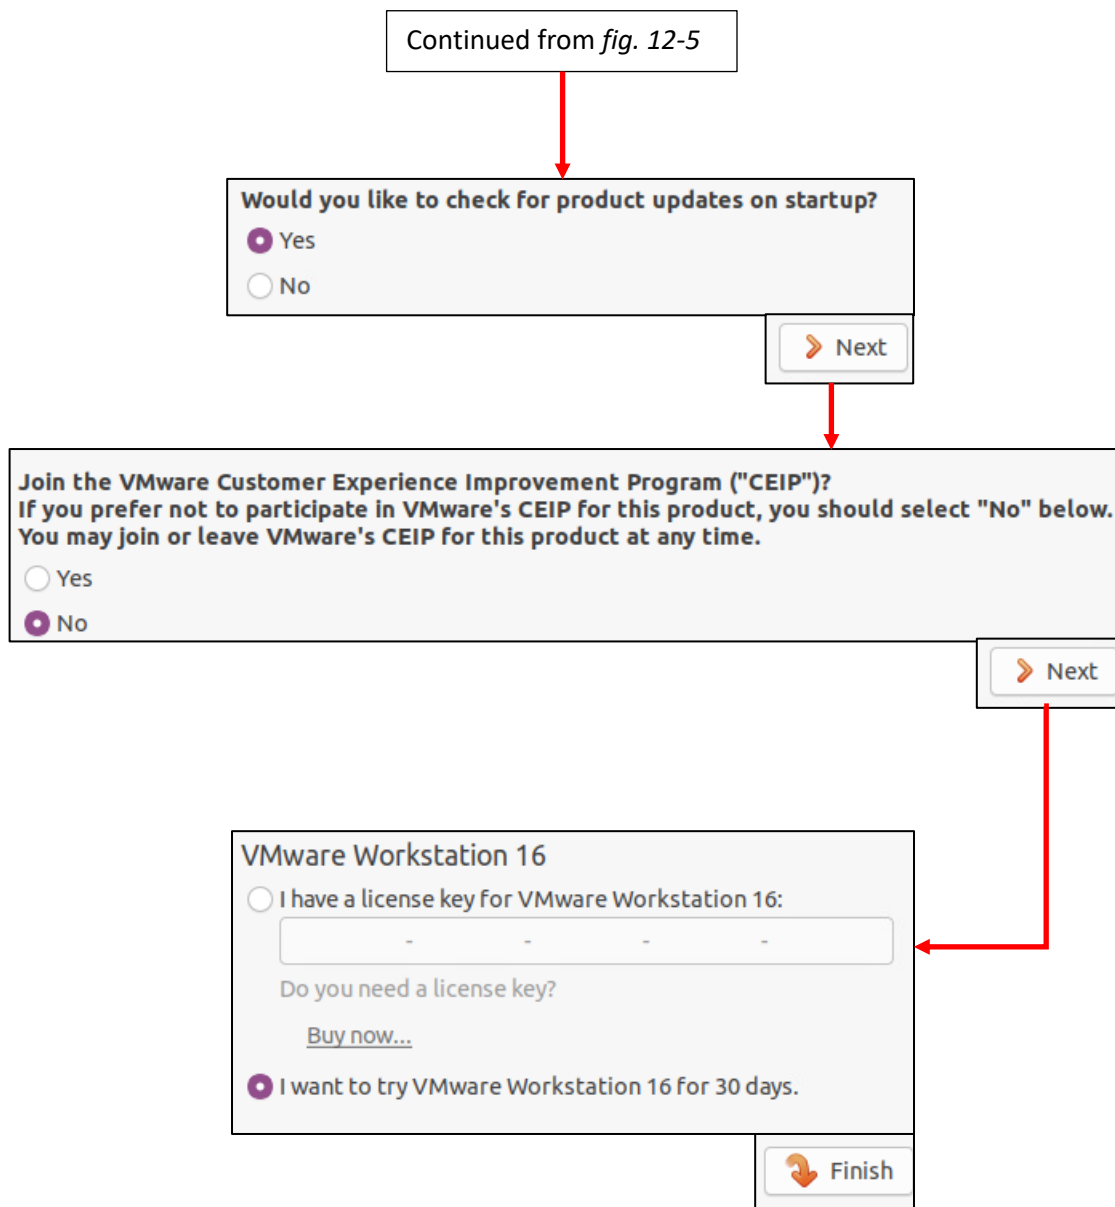 Continued from fig. 12-5
Would you like to check for product updates on startup?
Yes
No
Next
Join the VMware Customer Experience Improvement Program ("CEIP")?
If you prefer not to participate in VMware's CEIP for this product, you should select "No" below.
You may join or leave VMware's CEIP for this product at any time.
Yes
No
Next
VMware Workstation 16
I have a license key for VMware Workstation 16:
- - - -
Do you need a license key?
Buy now...
I want to try VMware Workstation 16 for 30 days.
Finish